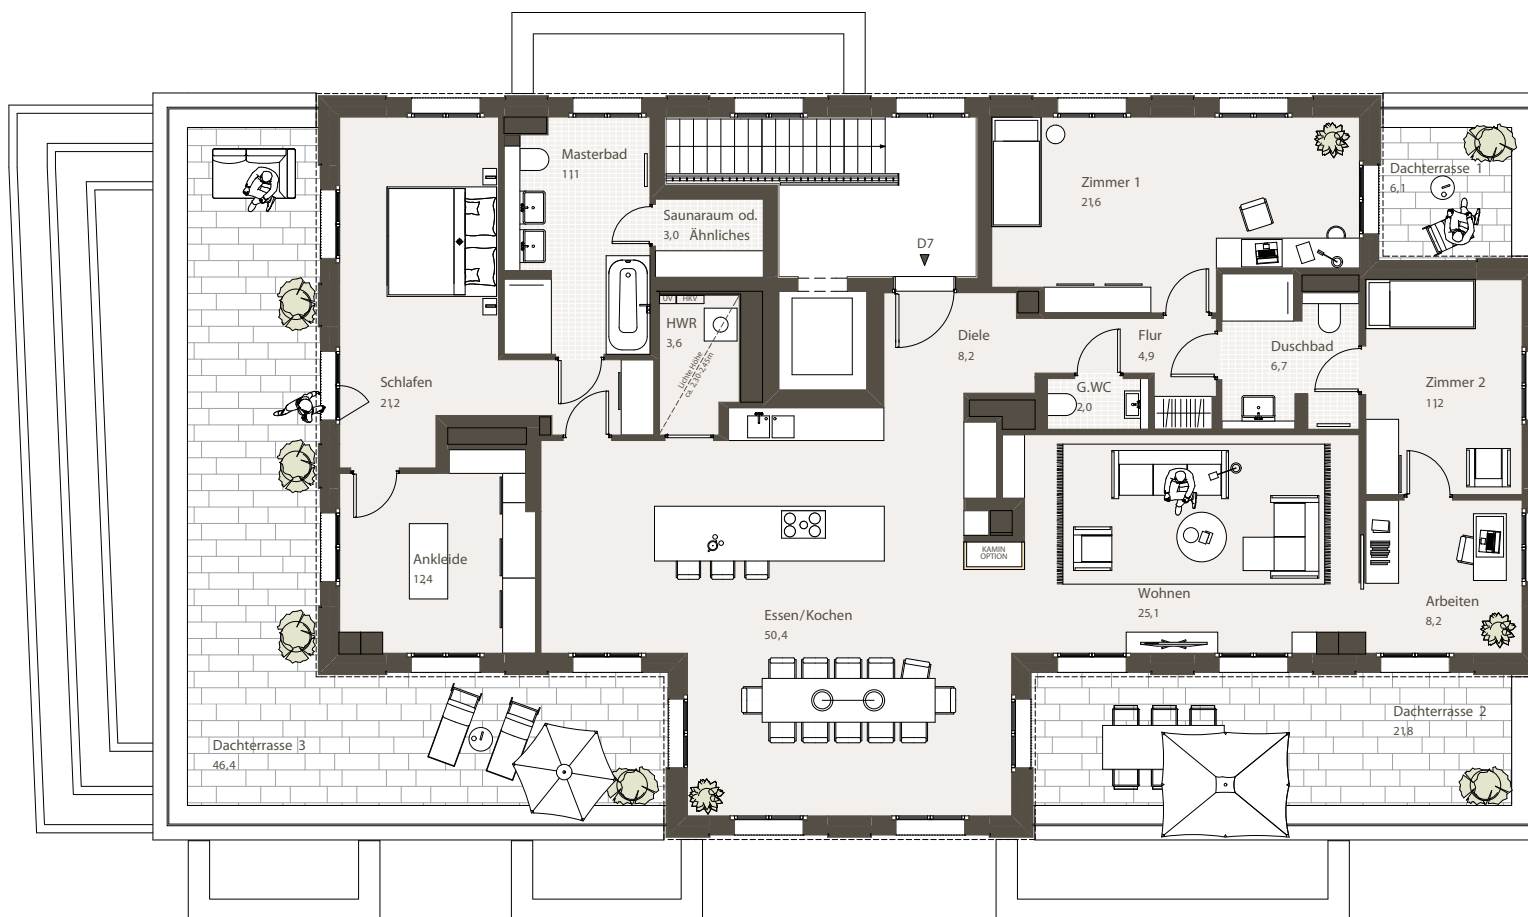 Masterbad
11,1
Saunaraum od.
3,0 Ähnliches
Zimmer 1
21,6
Dachterrasse 1
6,1
D7
UV HKV
HWR
3,6
Lichte Höhe
ca. 2,30-2,45m
Diele
8,2
Flur
4,9
Duschbad
6,7
Schlafen
21,2
G.WC
2,0
Zimmer 2
11,2
Ankleide
12,4
KAMIN
OPTION
Wohnen
25,1
Essen/Kochen
50,4
Arbeiten
8,2
Dachterrasse 3
46,4
Dachterrasse 2
21,8